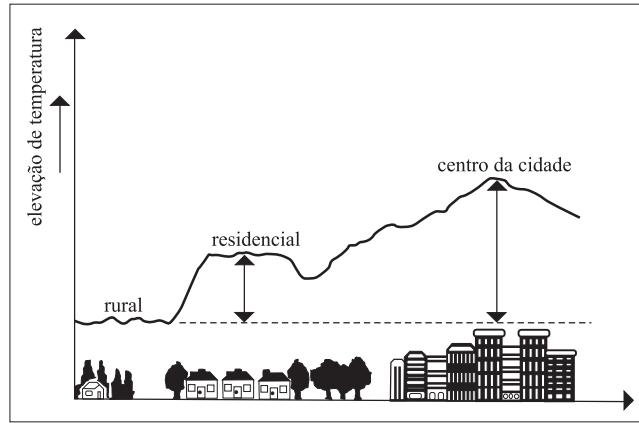 elevação de temperatura
centro da cidade
residencial
rural